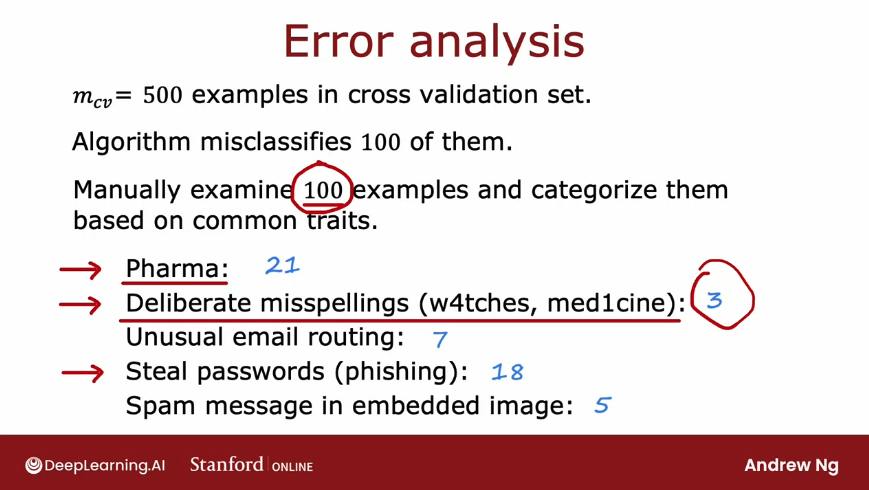 Error analysis
m_cv = 500 examples in cross validation set.
Algorithm misclassifies 100 of them.
Manually examine 100 examples and categorize them
based on common traits.
→ Pharma: 21
→ Deliberate misspellings (w4tches, med1cine): 3
Unusual email routing: 7
→ Steal passwords (phishing): 18
Spam message in embedded image: 5
DeepLearning.AI Stanford ONLINE Andrew Ng